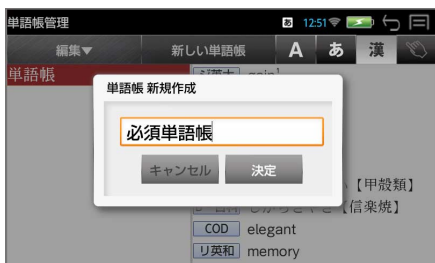 単語帳管理
12:51
編集▼ 新しい単語帳 A あ 漢
単語帳
単語帳 新規作成
必須単語帳
キャンセル 決定
【甲殻類】
【信楽焼】
COD elegant
リ英和 memory